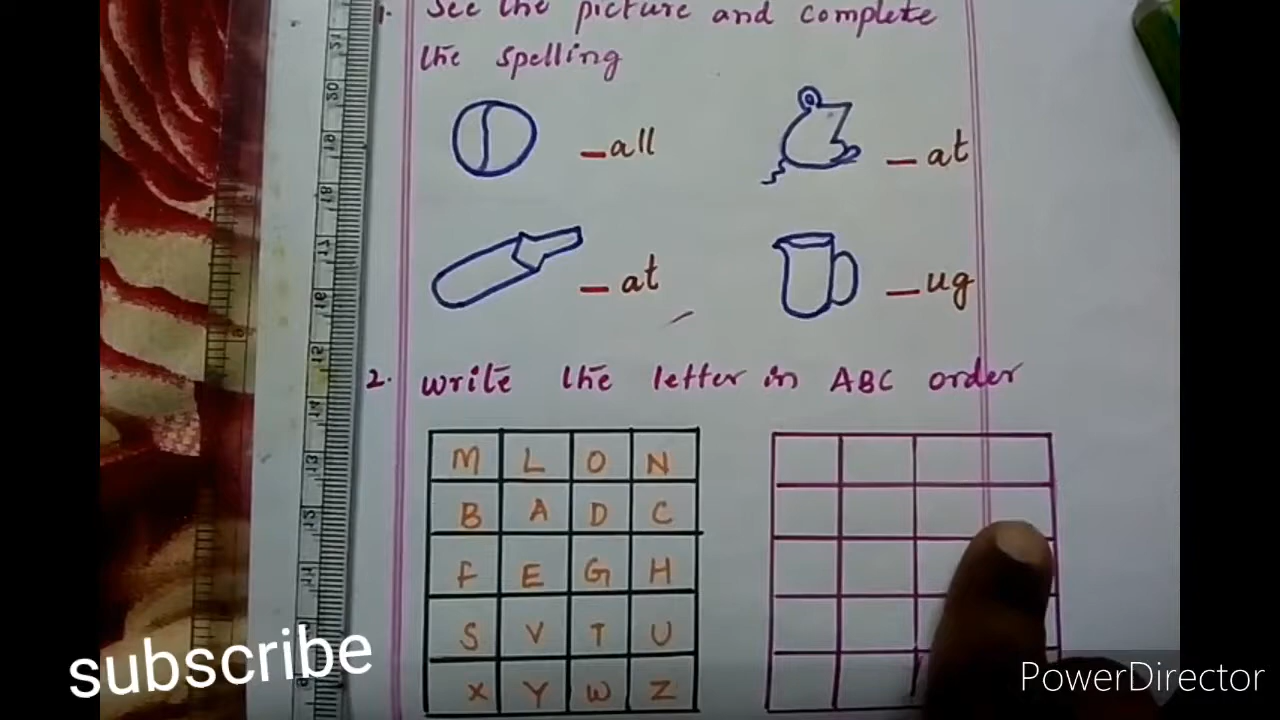 1. See the picture and complete
the spelling
_all _at
_at _ug
2. Write the letter in ABC order
M L O N
B A D C
F E G H
S V T U
X Y W Z
subscribe
PowerDirector